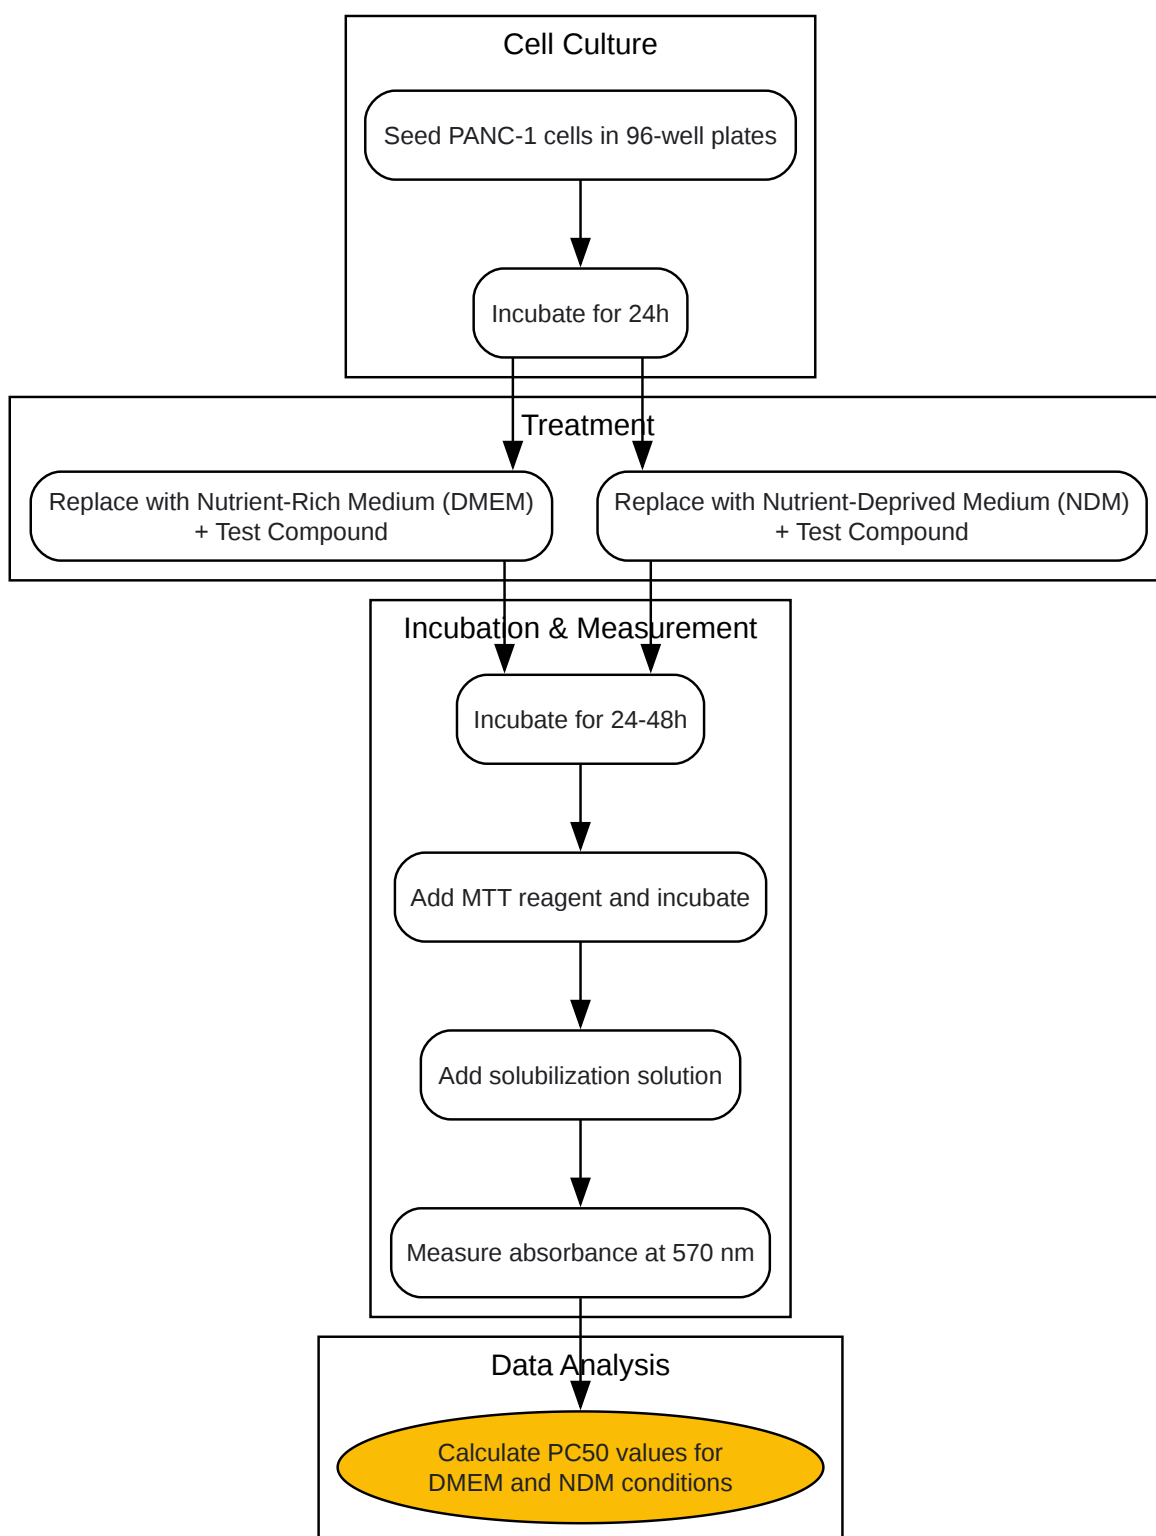 Cell Culture
Seed PANC-1 cells in 96-well plates
Incubate for 24h
Treatment
Replace with Nutrient-Rich Medium (DMEM)
+ Test Compound
Replace with Nutrient-Deprived Medium (NDM)
+ Test Compound
Incubation & Measurement
Incubate for 24-48h
Add MTT reagent and incubate
Add solubilization solution
Measure absorbance at 570 nm
Data Analysis
Calculate PC50 values for
DMEM and NDM conditions